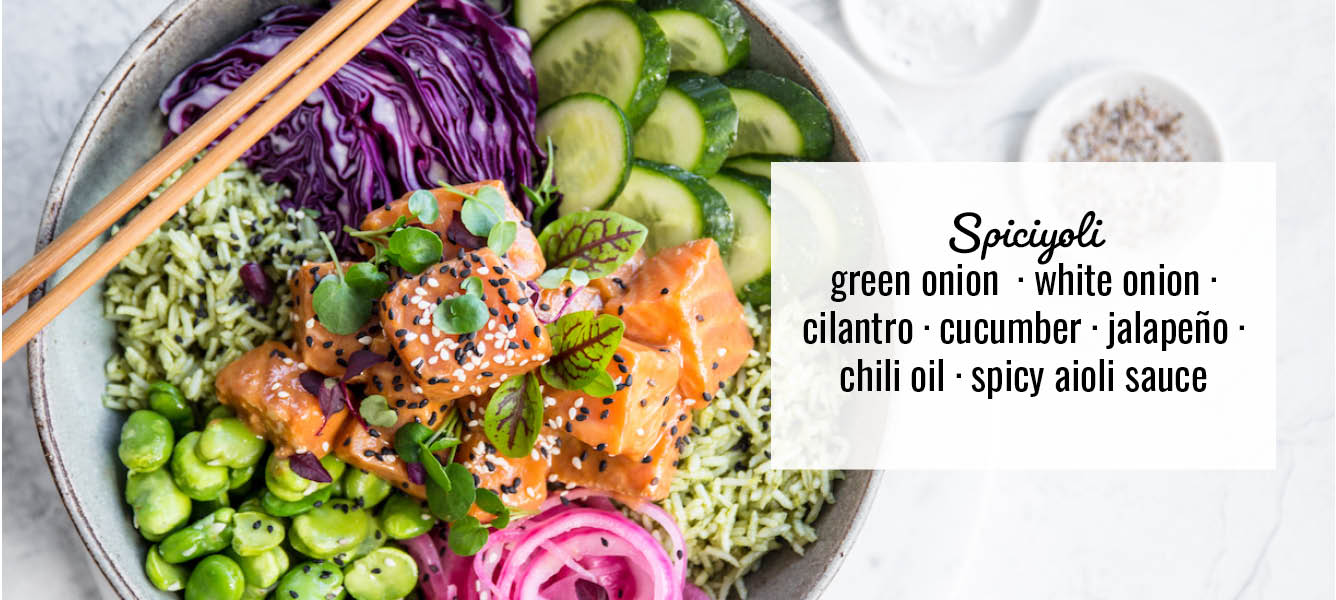 Spiciyoli
green onion · white onion ·
cilantro · cucumber · jalapeño ·
chili oil · spicy aioli sauce